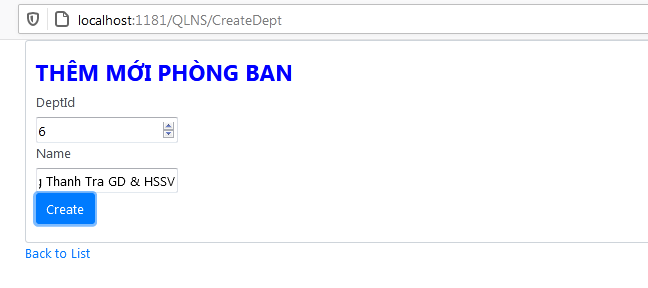 localhost:1181/QLNS/CreateDept
THÊM MỚI PHÒNG BAN
DeptId
6
Name
Thanh Tra GD & HSSV
Create
Back to List